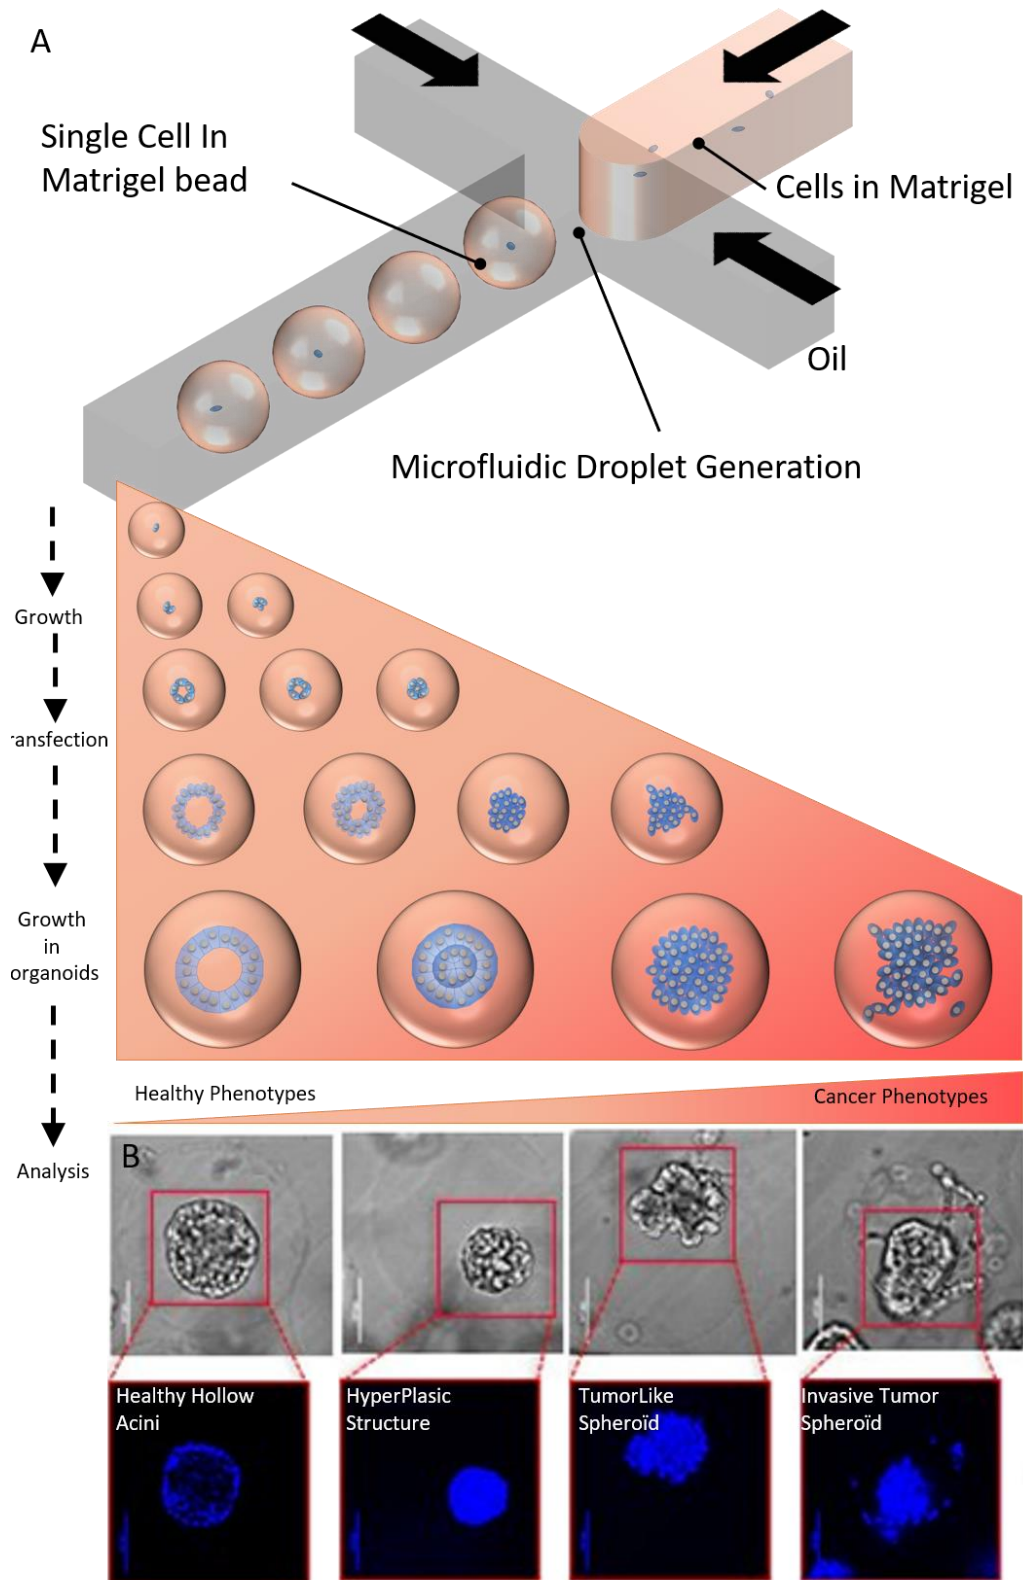 A
Single Cell In
Matrigel bead
Cells in Matrigel
Oil
Microfluidic Droplet Generation
Growth
ransfection
Growth
in
organoids
Healthy Phenotypes
Cancer Phenotypes
Analysis
B
Healthy Hollow
Acini
HyperPlasic
Structure
TumorLike
Spheroïd
Invasive Tumor
Spheroïd